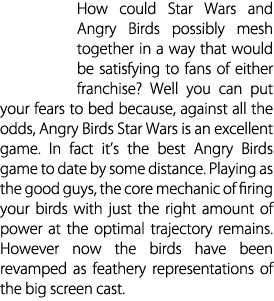 How could Star Wars and
Angry Birds possibly mesh
together in a way that would
be satisfying to fans of either
franchise? Well you can put
your fears to bed because, against all the
odds, Angry Birds Star Wars is an excellent
game. In fact it's the best Angry Birds
game to date by some distance. Playing as
the good guys, the core mechanic of firing
your birds with just the right amount of
power at the optimal trajectory remains.
However now the birds have been
revamped as feathery representations of
the big screen cast.